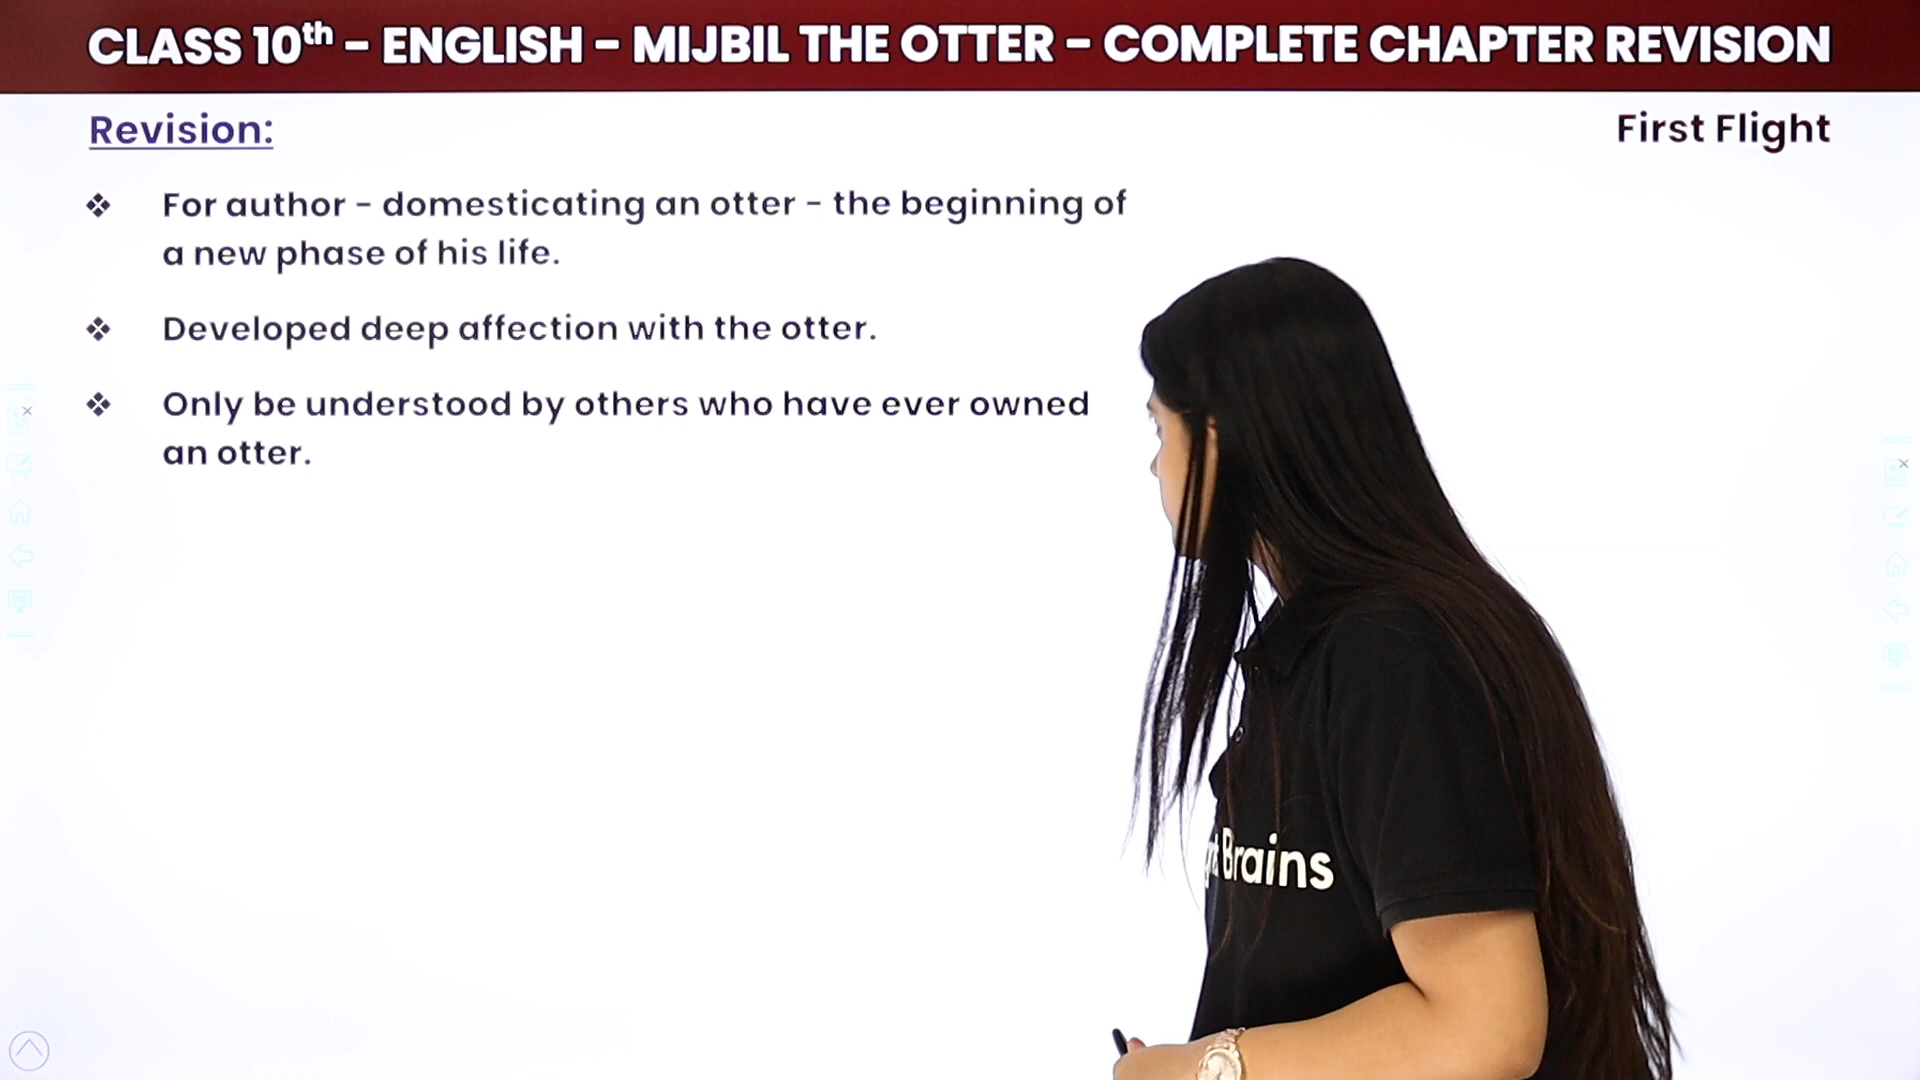 CLASS 10th – ENGLISH – MIJBIL THE OTTER – COMPLETE CHAPTER REVISION
Revision:
First Flight
❖ For author – domesticating an otter – the beginning of
a new phase of his life.
❖ Developed deep affection with the otter.
❖ Only be understood by others who have ever owned
an otter.
Brains